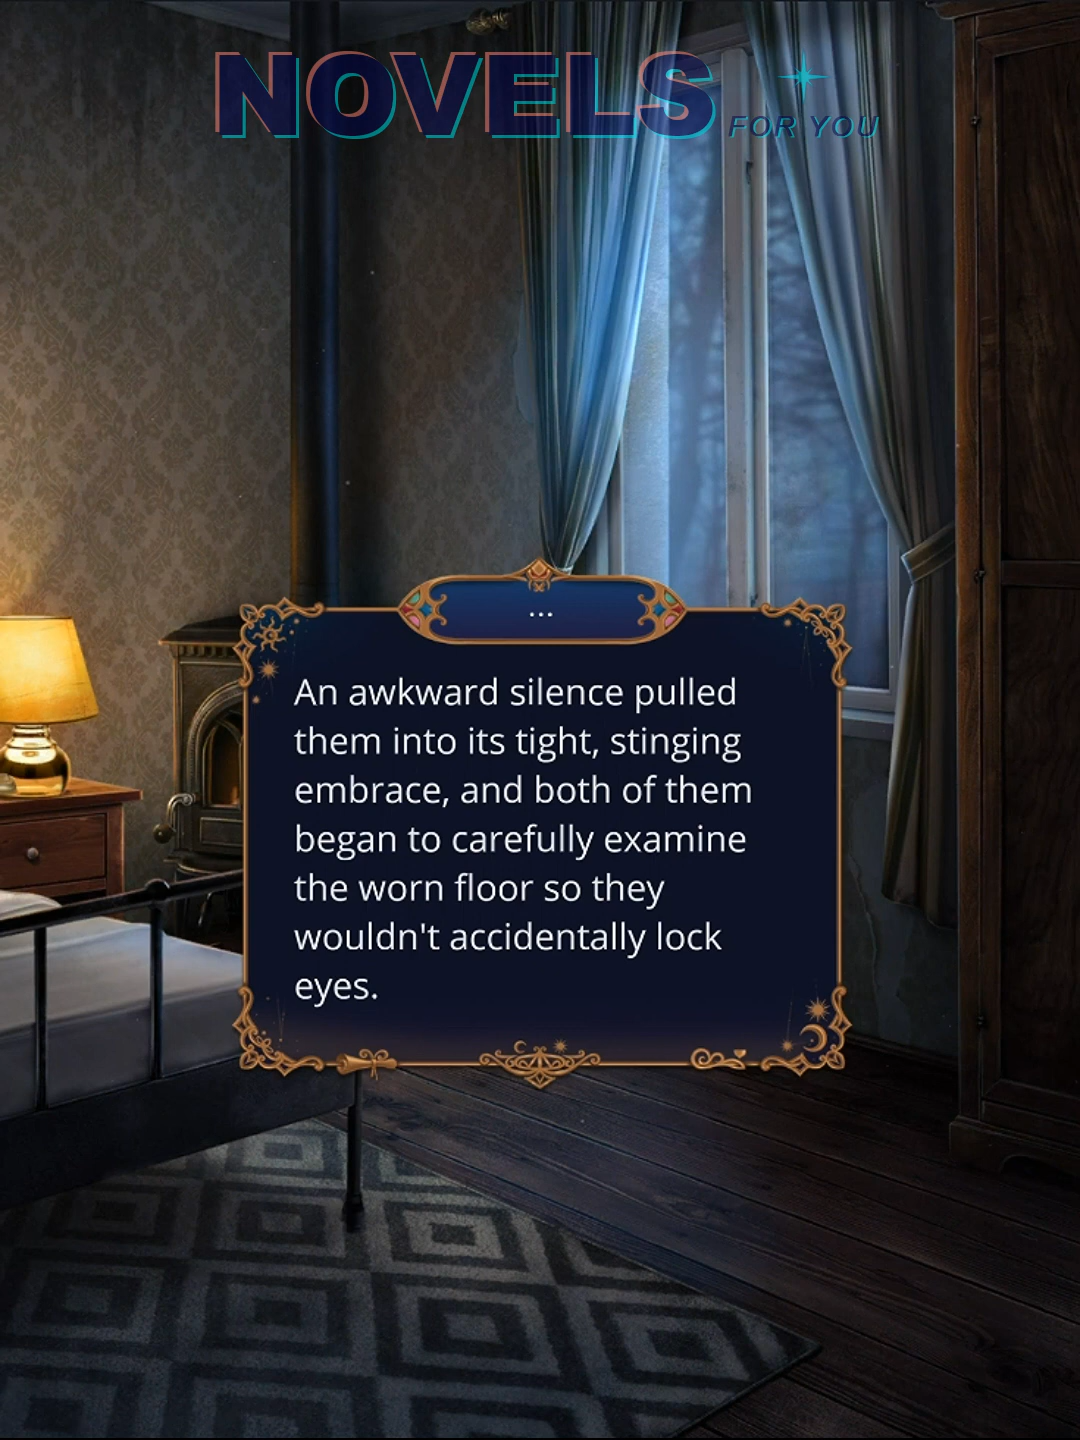 NOVELS FOR YOU
...
An awkward silence pulled
them into its tight, stinging
embrace, and both of them
began to carefully examine
the worn floor so they
wouldn't accidentally lock
eyes.